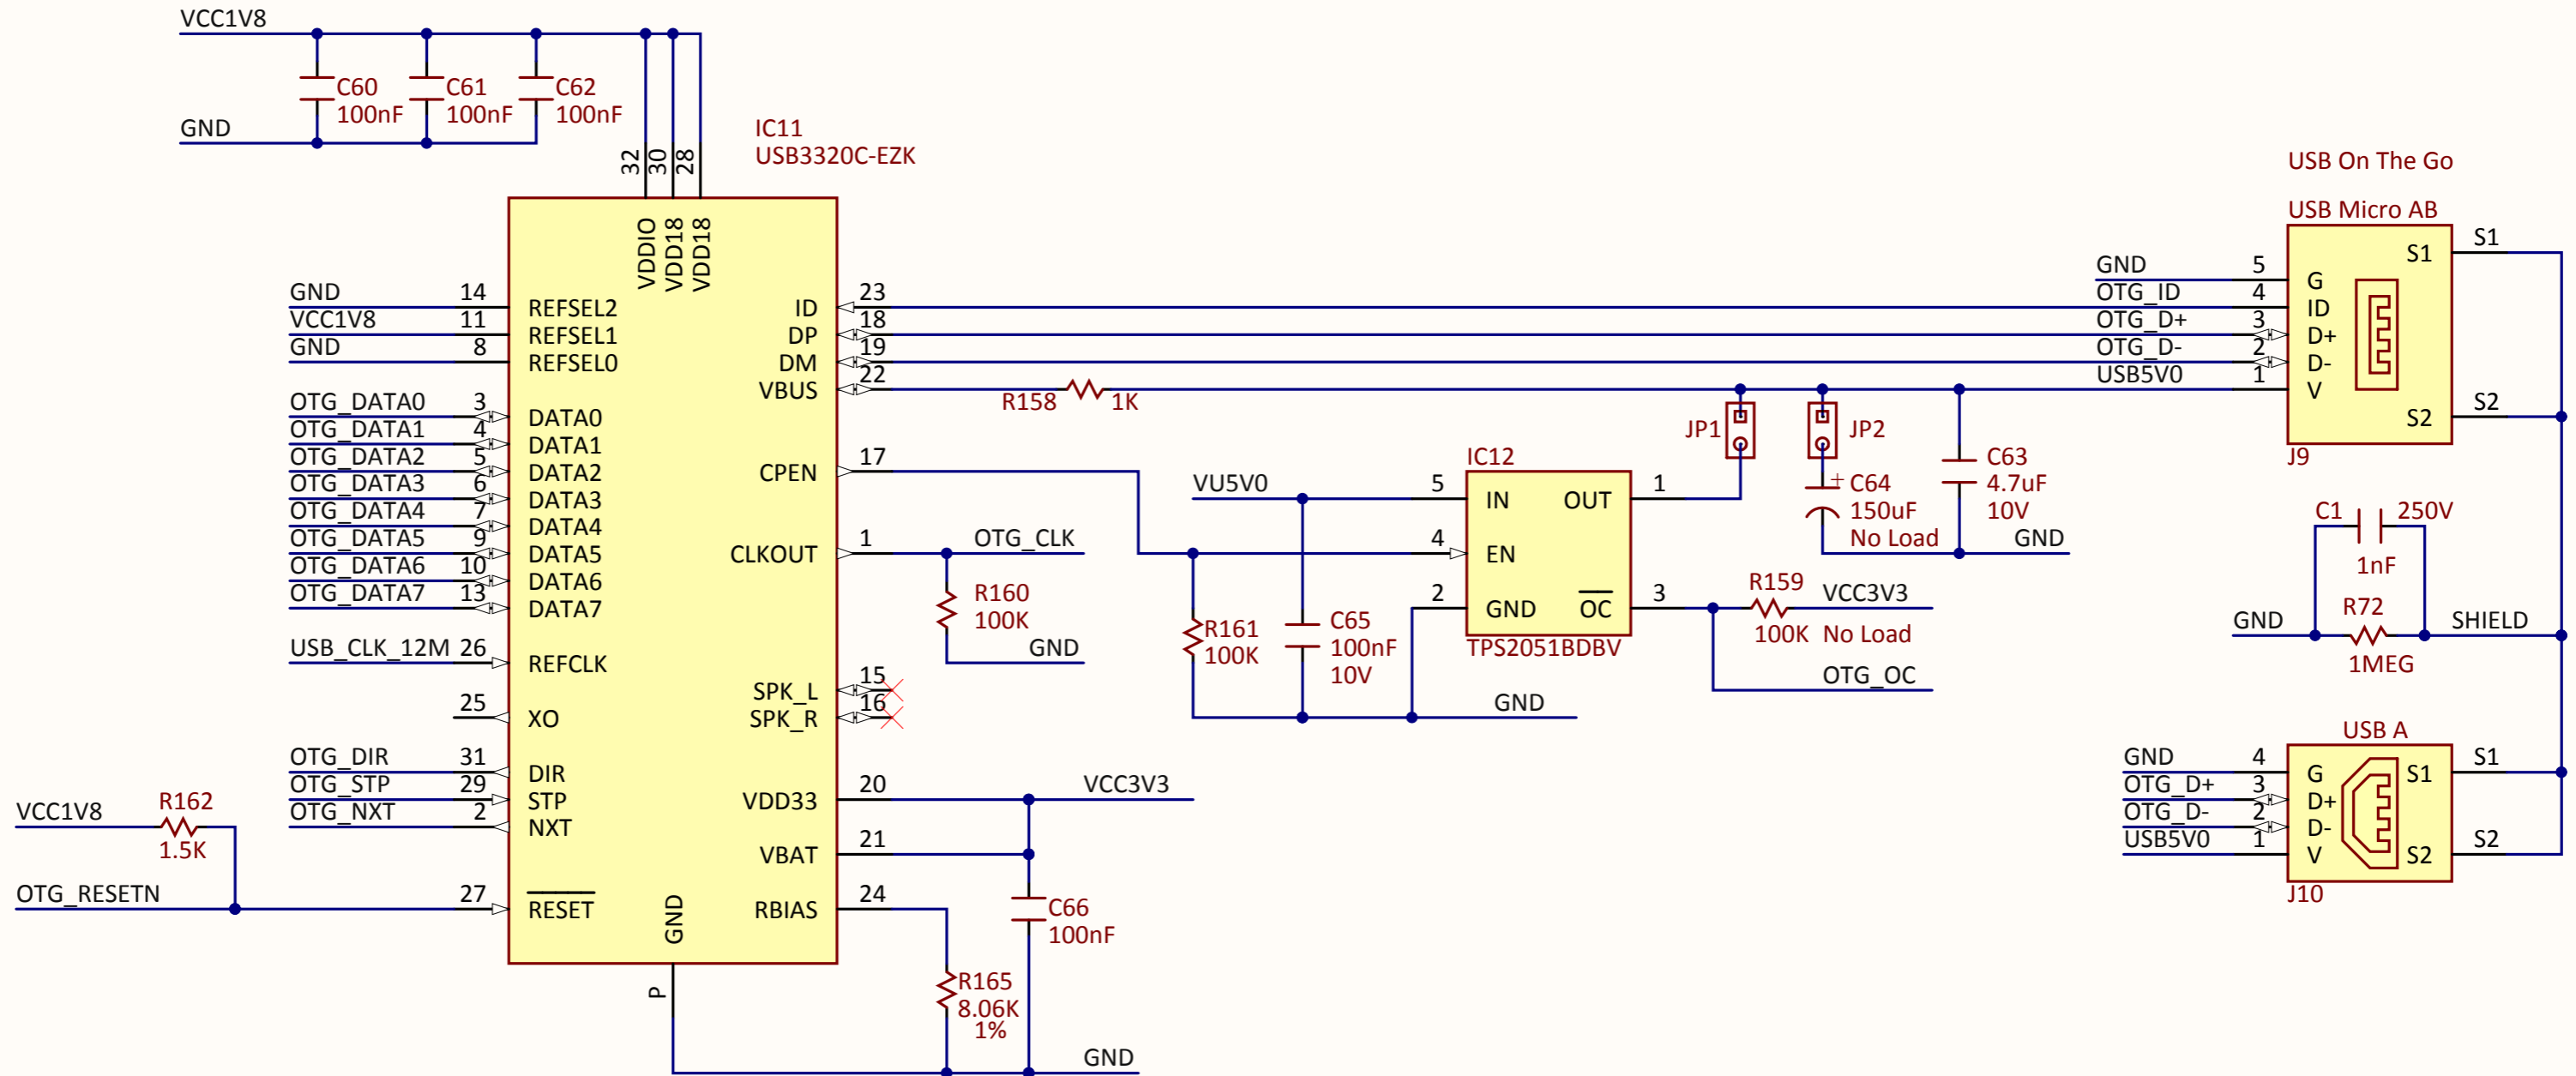 VCC1V8
C60
100nF
C61
100nF
C62
100nF
GND
IC11
USB3320C-EZK
32
30
28
VDDIO
VDD18
VDD18
GND 14 REFSEL2
VCC1V8 11 REFSEL1
GND 8 REFSEL0
OTG_DATA0 3 DATA0
OTG_DATA1 4 DATA1
OTG_DATA2 5 DATA2
OTG_DATA3 6 DATA3
OTG_DATA4 7 DATA4
OTG_DATA5 9 DATA5
OTG_DATA6 10 DATA6
OTG_DATA7 13 DATA7
USB_CLK_12M 26 REFCLK
25 XO
OTG_DIR 31 DIR
OTG_STP 29 STP
OTG_NXT 2 NXT
VCC1V8
R162
1.5K
OTG_RESETN 27 RESET
GND
P
ID 23
DP 18
DM 19
VBUS 22
R158 1K
CPEN 17
CLKOUT 1 OTG_CLK
R160
100K
GND
SPK_L 15
SPK_R 16
VDD33 20 VCC3V3
VBAT 21
RBIAS 24
C66
100nF
R165
8.06K
1%
GND
IC12
VU5V0 5 IN
OUT 1
4 EN
2 GND
OC 3
TPS2051BDBV
R161
100K
C65
100nF
10V
GND
JP1
JP2
+ C64
150uF
No Load
C63
4.7uF
10V
GND
R159
100K
VCC3V3
No Load
OTG_OC
USB On The Go
USB Micro AB
GND 5 G
OTG_ID 4 ID
OTG_D+ 3 D+
OTG_D- 2 D-
USB5V0 1 V
S1 S1
S2 S2
J9
C1 250V
1nF
R72
1MEG
GND
SHIELD
USB A
GND 4 G S1 S1
OTG_D+ 3 D+
OTG_D- 2 D-
USB5V0 1 V S2 S2
J10